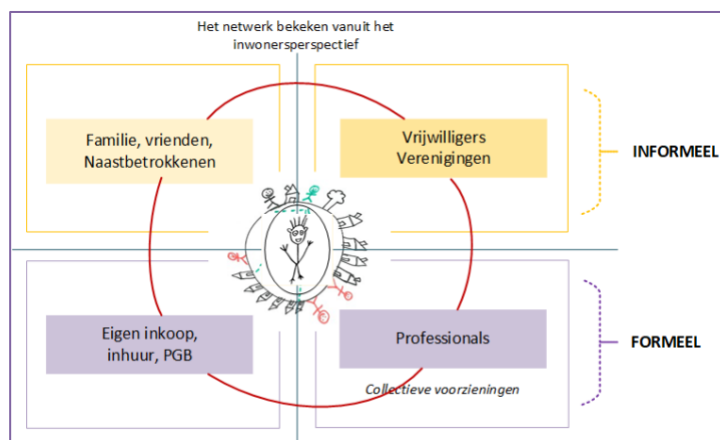 Het netwerk bekeken vanuit het
inwonersperspectief
Familie, vrienden,
Naastbetrokkenen
Vrijwilligers
Verenigingen
INFORMEEL
Eigen inkoop,
inhuur, PGB
Professionals
FORMEEL
Collectieve voorzieningen